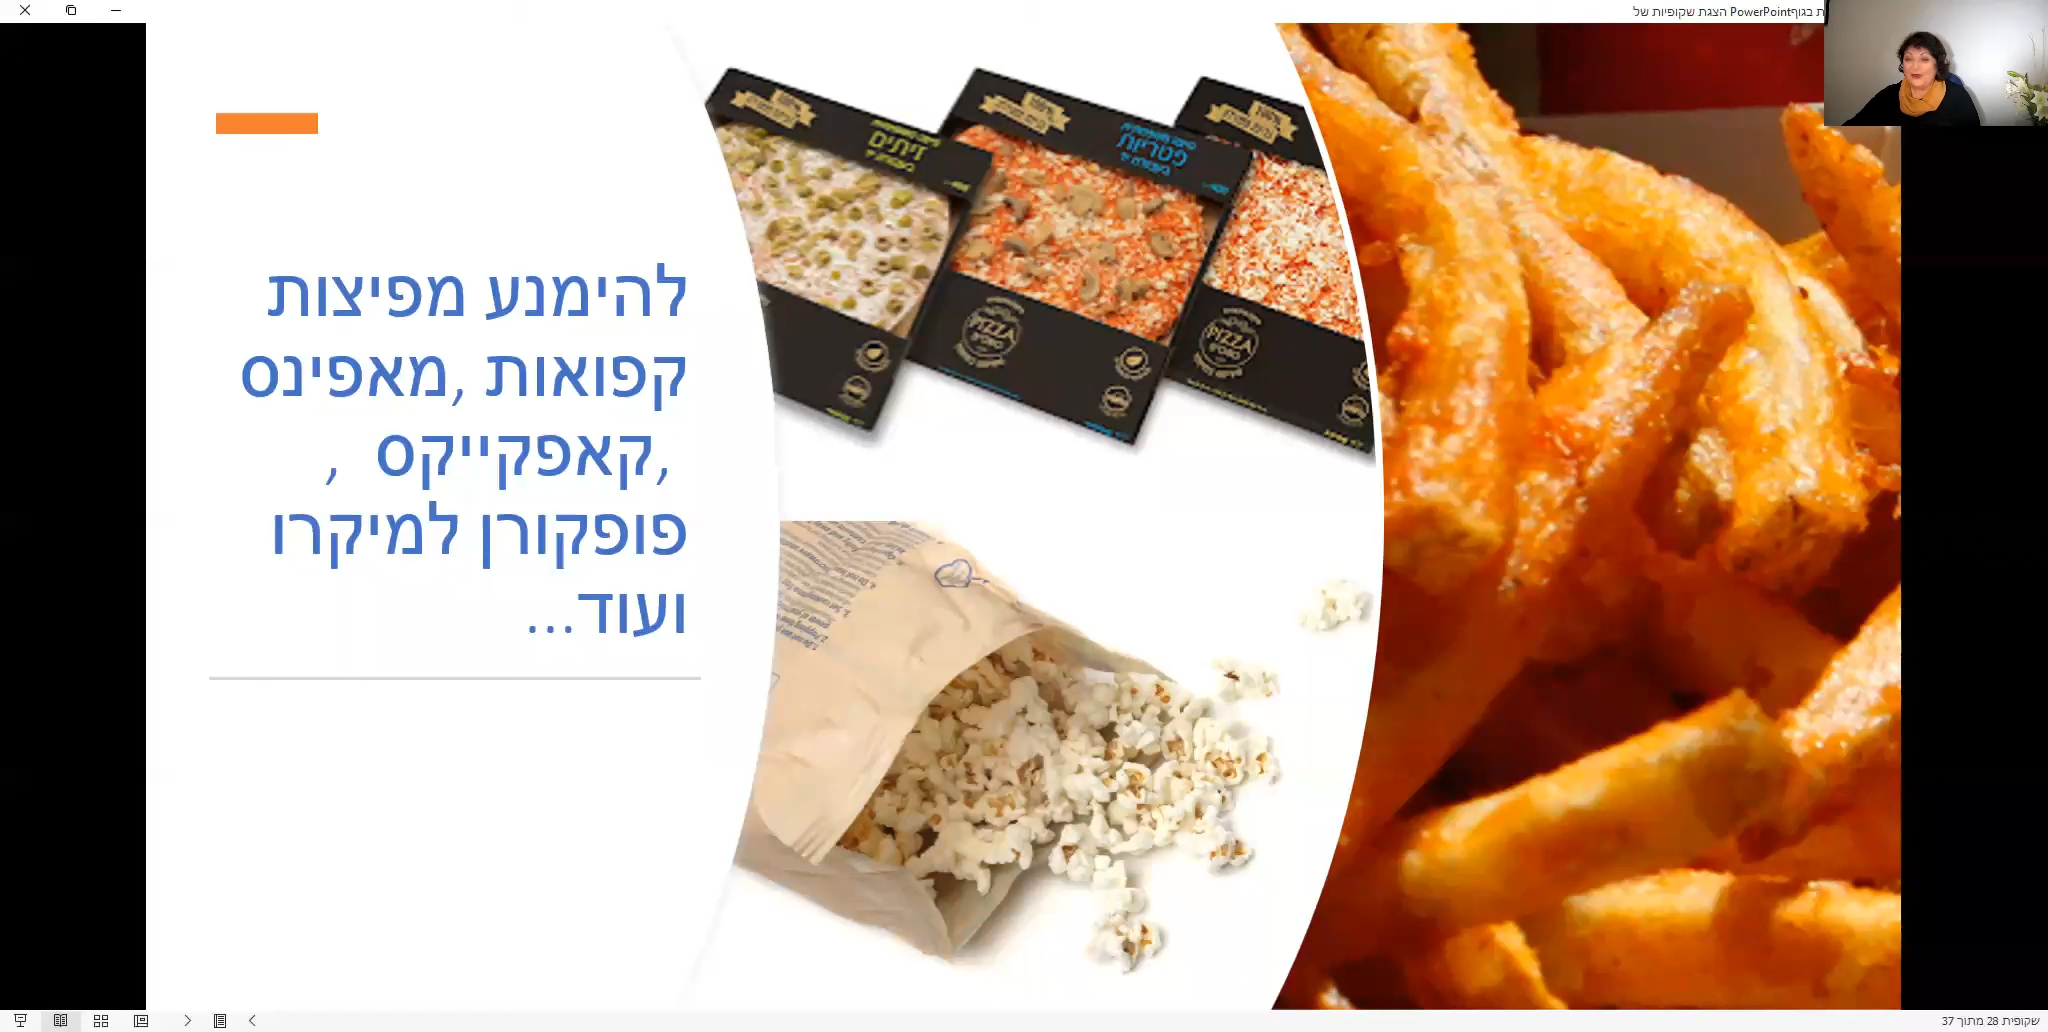 הצגת שקופיות של PowerPoint
להימנע מפיצות
קפואות ,מאפינס
,קאפקייקס ,
פופקורן למיקרו
ועוד...
זיתים
פטריות
PIZZA
PIZZA
שקופית 28 מתוך 37